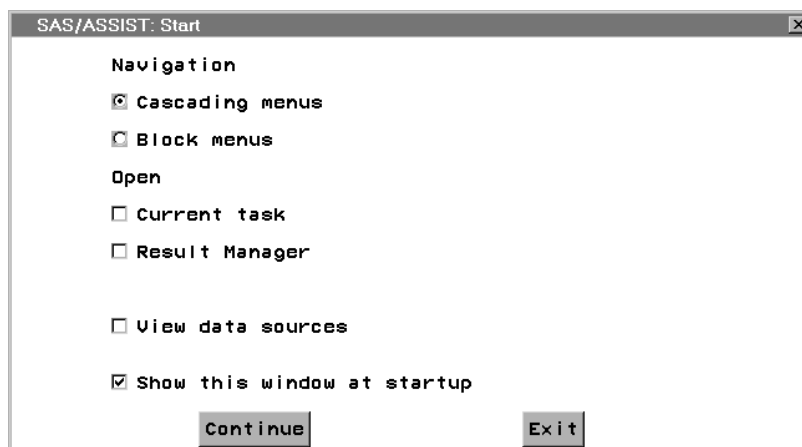 SAS/ASSIST: Start
Navigation
Cascading menus
Block menus
Open
Current task
Result Manager
View data sources
Show this window at startup
Continue Exit